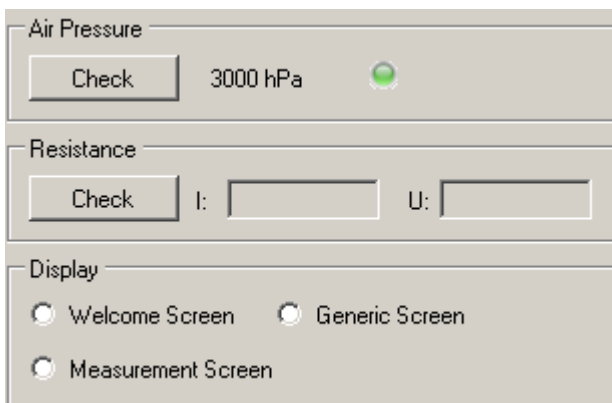 Air Pressure
Check 3000 hPa
Resistance
Check I: U:
Display
Welcome Screen Generic Screen
Measurement Screen